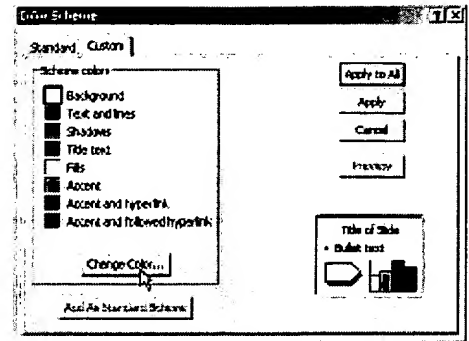 Color Scheme
Standard
Custom
Scheme colors
Background
Text and lines
Shadows
Title text
Fills
Accent
Accent and hyperlink
Accent and followed hyperlink
Change Color...
Add As Standard Scheme
Apply to All
Apply
Cancel
Preview
Title of Slide
• Bullet text